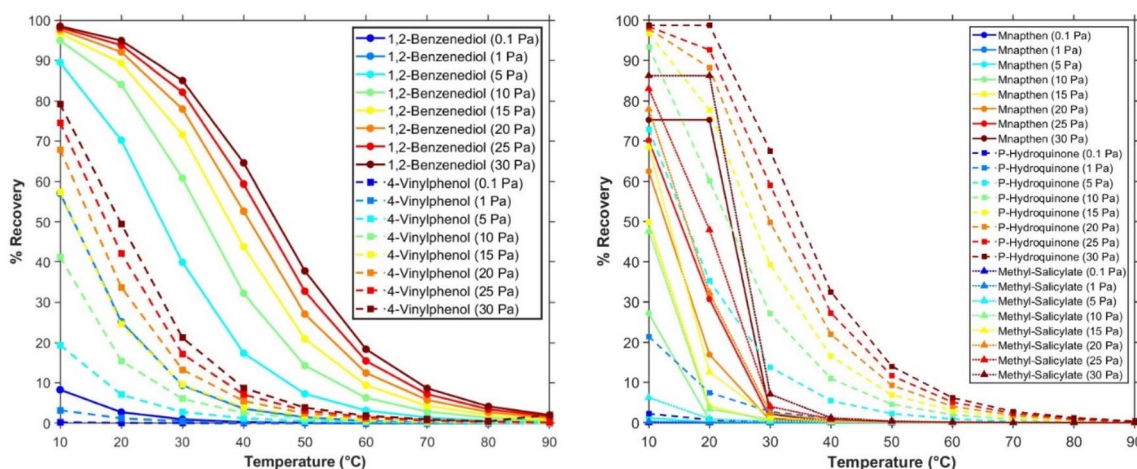 % Recovery
100
90
80
70
60
50
40
30
20
10
0
10 20 30 40 50 60 70 80 90
Temperature (°C)
1,2-Benzenediol (0.1 Pa)
1,2-Benzenediol (1 Pa)
1,2-Benzenediol (5 Pa)
1,2-Benzenediol (10 Pa)
1,2-Benzenediol (15 Pa)
1,2-Benzenediol (20 Pa)
1,2-Benzenediol (25 Pa)
1,2-Benzenediol (30 Pa)
4-Vinylphenol (0.1 Pa)
4-Vinylphenol (1 Pa)
4-Vinylphenol (5 Pa)
4-Vinylphenol (10 Pa)
4-Vinylphenol (15 Pa)
4-Vinylphenol (20 Pa)
4-Vinylphenol (25 Pa)
4-Vinylphenol (30 Pa)
% Recovery
100
90
80
70
60
50
40
30
20
10
0
10 20 30 40 50 60 70 80 90
Temperature (°C)
Mnapthen (0.1 Pa)
Mnapthen (1 Pa)
Mnapthen (5 Pa)
Mnapthen (10 Pa)
Mnapthen (15 Pa)
Mnapthen (20 Pa)
Mnapthen (25 Pa)
Mnapthen (30 Pa)
P-Hydroquinone (0.1 Pa)
P-Hydroquinone (1 Pa)
P-Hydroquinone (5 Pa)
P-Hydroquinone (10 Pa)
P-Hydroquinone (15 Pa)
P-Hydroquinone (20 Pa)
P-Hydroquinone (25 Pa)
P-Hydroquinone (30 Pa)
Methyl-Salicylate (0.1 Pa)
Methyl-Salicylate (1 Pa)
Methyl-Salicylate (5 Pa)
Methyl-Salicylate (10 Pa)
Methyl-Salicylate (15 Pa)
Methyl-Salicylate (20 Pa)
Methyl-Salicylate (25 Pa)
Methyl-Salicylate (30 Pa)